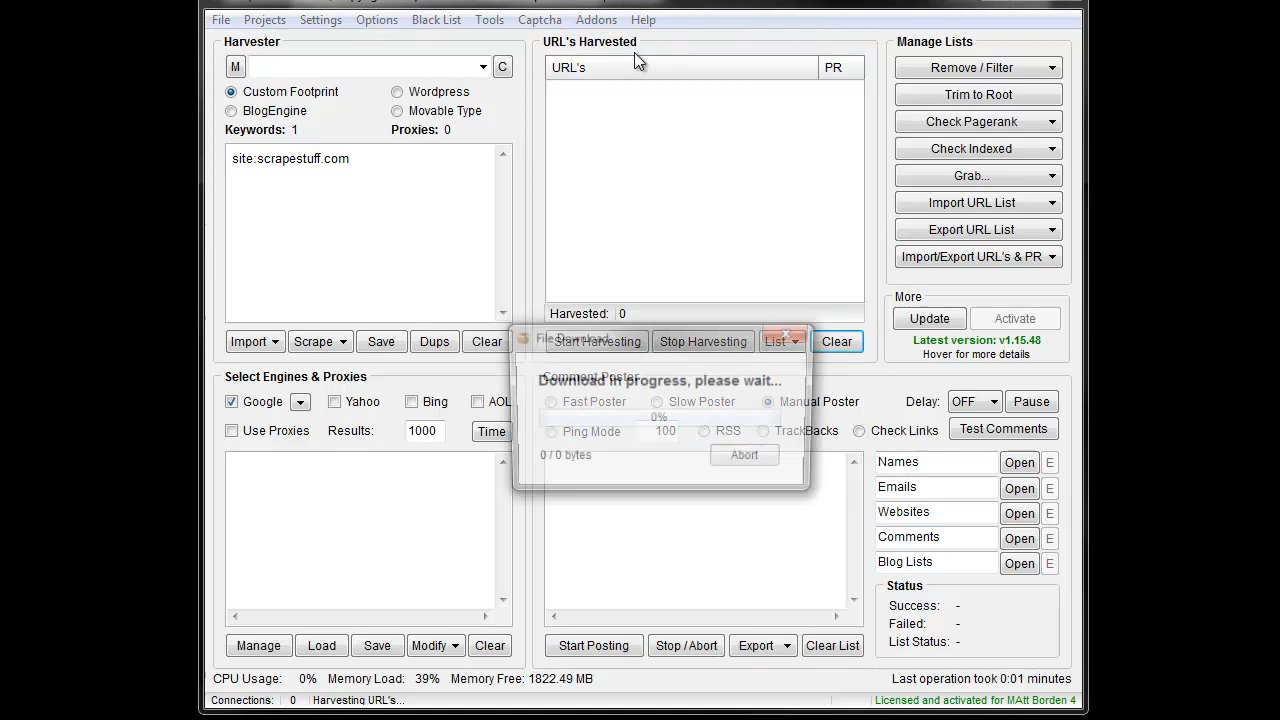 File Projects Settings Options Black List Tools Captcha Addons Help
Harvester
M C
Custom Footprint Wordpress
BlogEngine Movable Type
Keywords: 1 Proxies: 0
site:scrapestuff.com
Import Scrape Save Dups Clear
URL's Harvested
URL's PR
Harvested: 0
Start Harvesting Stop Harvesting List Clear
Manage Lists
Remove / Filter
Trim to Root
Check Pagerank
Check Indexed
Grab...
Import URL List
Export URL List
Import/Export URL's & PR
More
Update Activate
Latest version: v1.15.48
Hover for more details
File Download
Download in progress, please wait...
0%
0 / 0 bytes Abort
Select Engines & Proxies
Google Yahoo Bing AOL
Use Proxies Results: 1000 Time
Manage Load Save Modify Clear
Comment Poster
Fast Poster Slow Poster Manual Poster Delay: OFF Pause
Ping Mode 100 RSS TrackBacks Check Links Test Comments
Names Open E
Emails Open E
Websites Open E
Comments Open E
Blog Lists Open E
Status
Success: -
Failed: -
List Status: -
Start Posting Stop / Abort Export Clear List
CPU Usage: 0% Memory Load: 39% Memory Free: 1822.49 MB Last operation took 0:01 minutes
Connections: 0 Harvesting URL's... Licensed and activated for MAtt Borden 4